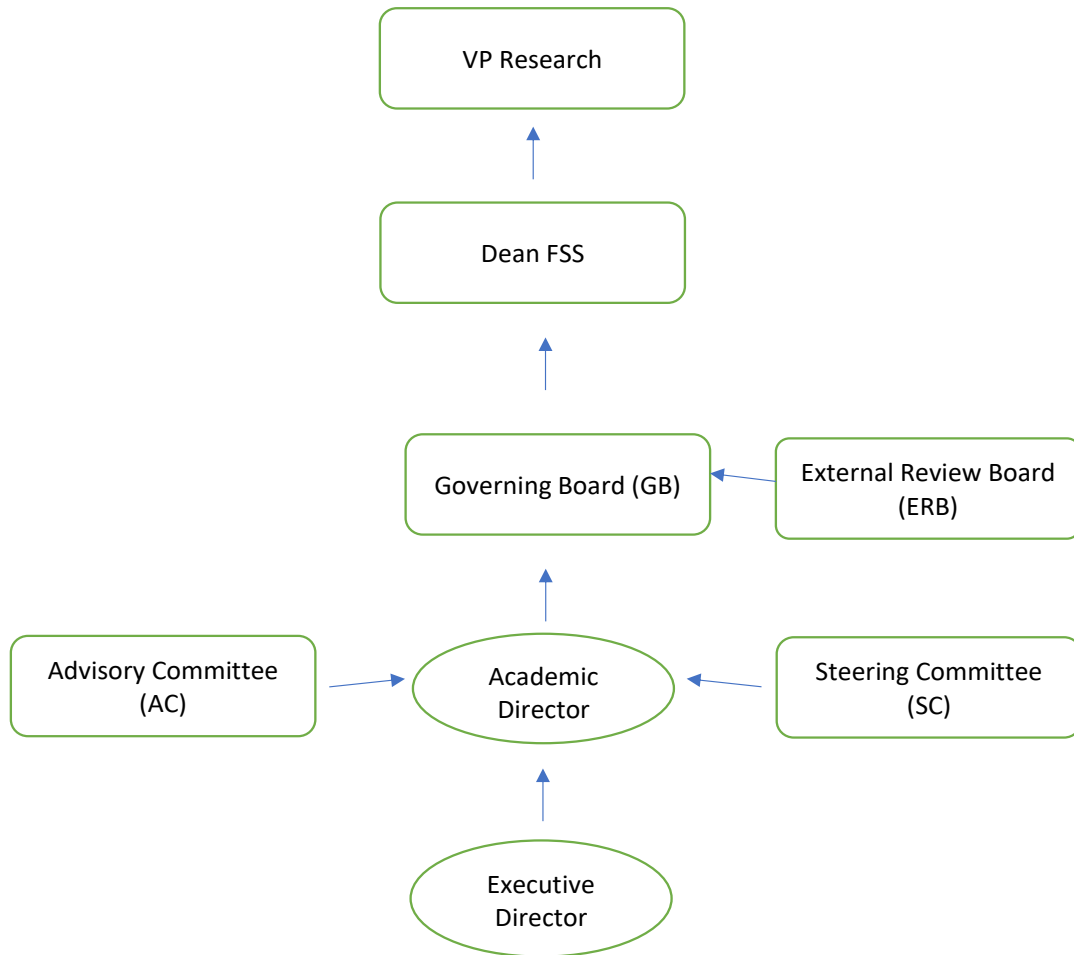 VP Research
Dean FSS
Governing Board (GB)
External Review Board
(ERB)
Advisory Committee
(AC)
Academic
Director
Steering Committee
(SC)
Executive
Director